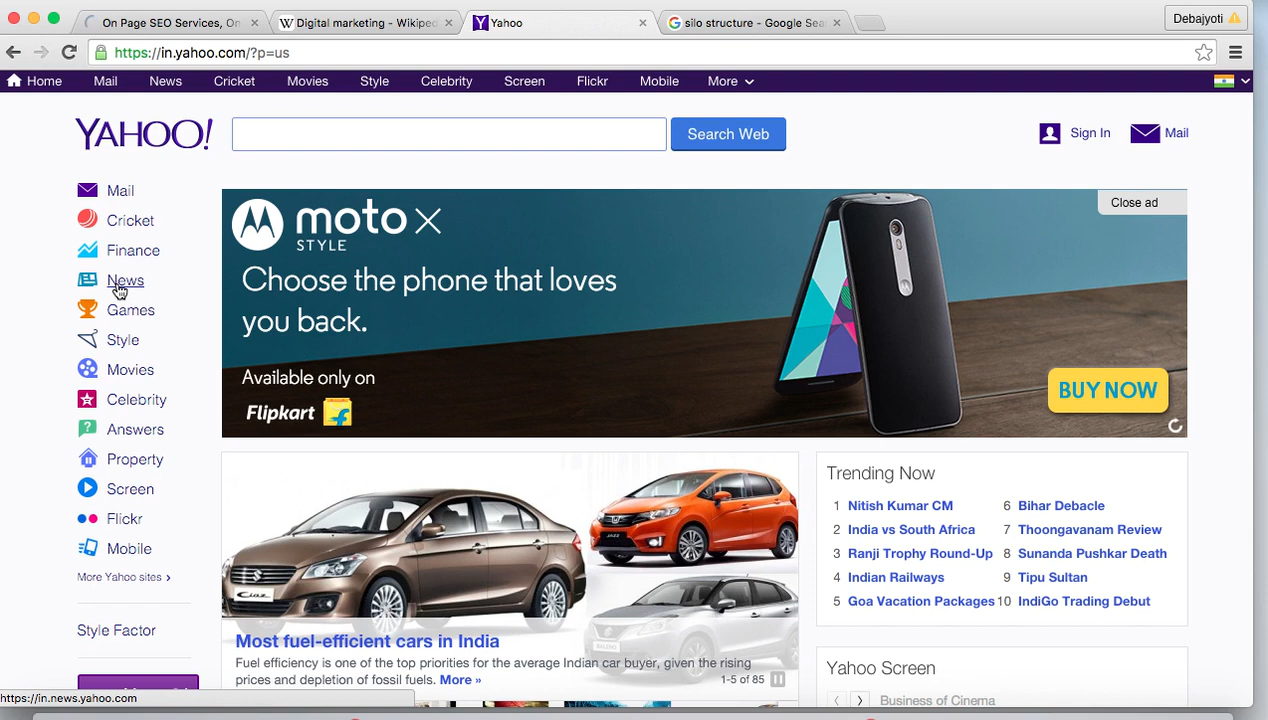 On Page SEO Services, On
Digital marketing - Wikiped
Yahoo
silo structure - Google Sea
Debajyoti
https://in.yahoo.com/?p=us
Home Mail News Cricket Movies Style Celebrity Screen Flickr Mobile More
YAHOO!
Search Web
Sign In
Mail
Mail
Cricket
Finance
News
Games
Style
Movies
Celebrity
Answers
Property
Screen
Flickr
Mobile
More Yahoo sites ›
Style Factor
moto X
STYLE
Close ad
Choose the phone that loves
you back.
Available only on
Flipkart
BUY NOW
Ciaz
JAZZ
Most fuel-efficient cars in India
Fuel efficiency is one of the top priorities for the average Indian car buyer, given the rising
prices and depletion of fossil fuels. More »
1-5 of 85
Trending Now
1 Nitish Kumar CM
2 India vs South Africa
3 Ranji Trophy Round-Up
4 Indian Railways
5 Goa Vacation Packages
6 Bihar Debacle
7 Thoongavanam Review
8 Sunanda Pushkar Death
9 Tipu Sultan
10 IndiGo Trading Debut
Yahoo Screen
Business of Cinema
https://in.news.yahoo.com